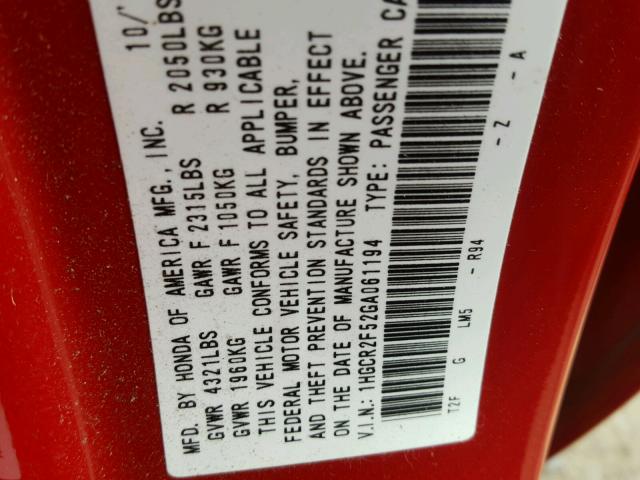 MFD. BY HONDA OF AMERICA MFG., INC. 10/
GVWR 4321LBS GAWR F 2315LBS R 2050LBS
GVWR 1960KG GAWR F 1050KG R 930KG
THIS VEHICLE CONFORMS TO ALL APPLICABLE
FEDERAL MOTOR VEHICLE SAFETY, BUMPER,
AND THEFT PREVENTION STANDARDS IN EFFECT
ON THE DATE OF MANUFACTURE SHOWN ABOVE.
V.I.N.: 1HGCR2F52GA061194 TYPE: PASSENGER CA
T2F G LM5 - R94 - Z - A